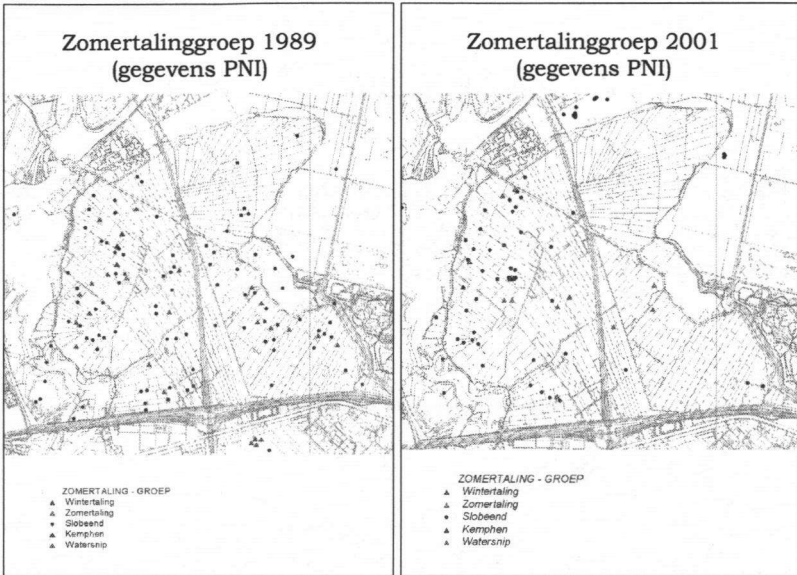 Zomertalinggroep 1989
(gegevens PNI)
ZOMERTALING - GROEP
Wintertaling
Zomertaling
Slobeend
Kemphen
Watersnip
Zomertalinggroep 2001
(gegevens PNI)
ZOMERTALING - GROEP
Wintertaling
Zomertaling
Slobeend
Kemphen
Watersnip